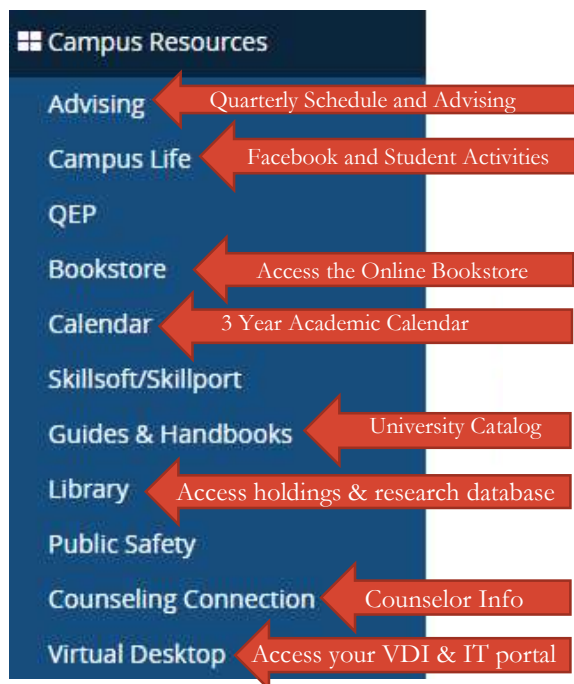 Campus Resources
Advising Quarterly Schedule and Advising
Campus Life Facebook and Student Activities
QEP
Bookstore Access the Online Bookstore
Calendar 3 Year Academic Calendar
Skillsoft/Skillport
Guides & Handbooks University Catalog
Library Access holdings & research database
Public Safety
Counseling Connection Counselor Info
Virtual Desktop Access your VDI & IT portal